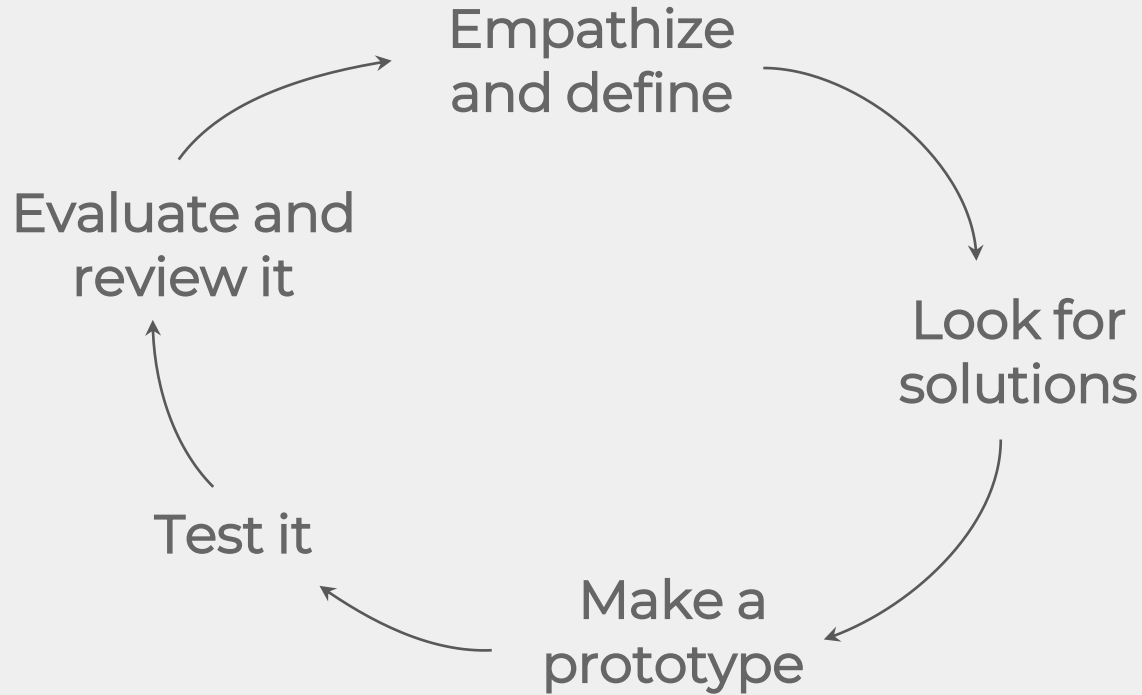 Empathize
and define
Look for
solutions
Make a
prototype
Test it
Evaluate and
review it